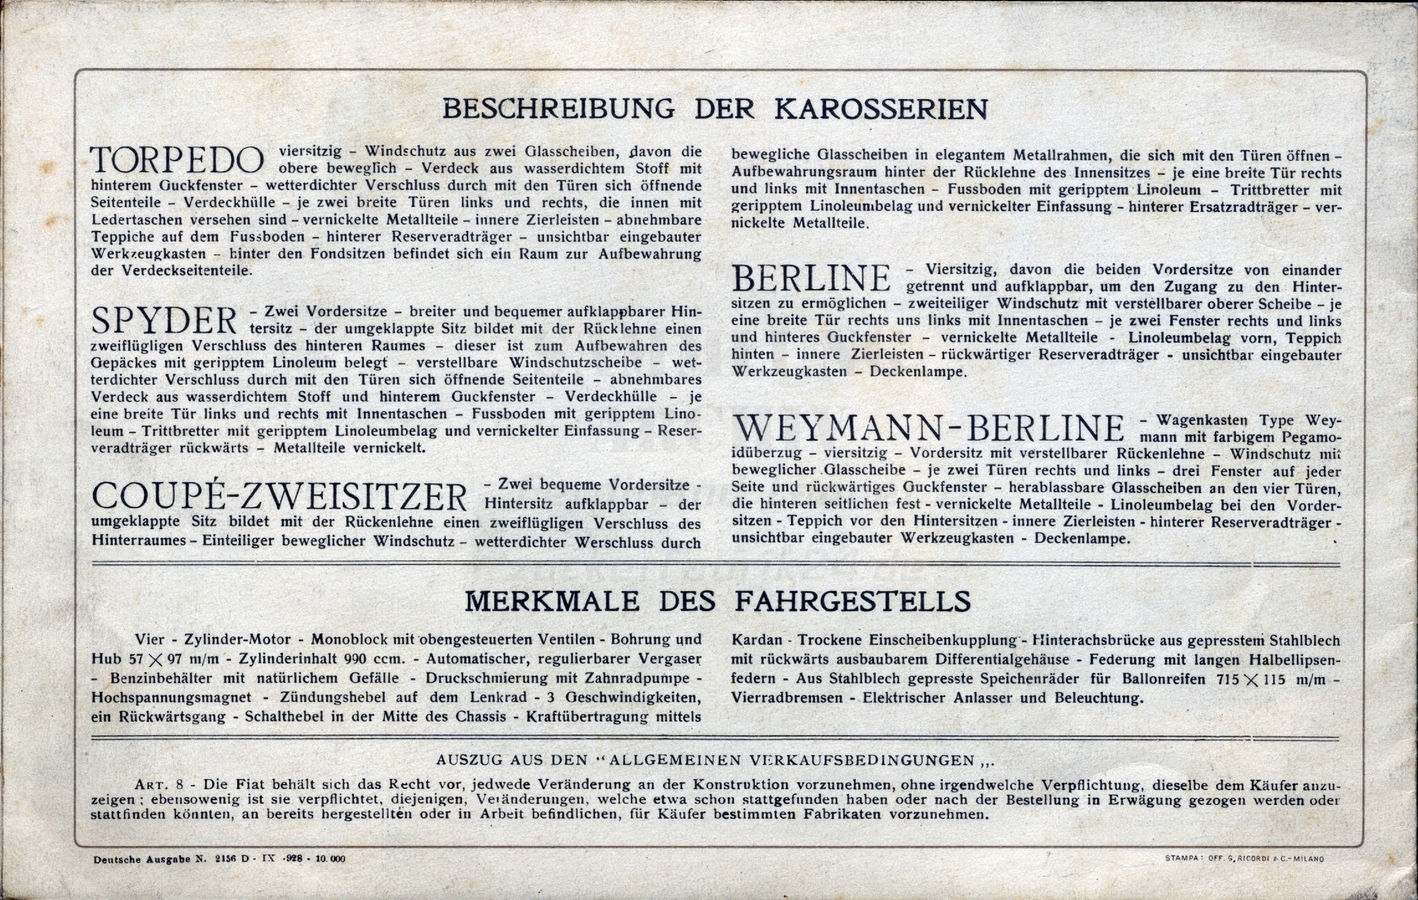 BESCHREIBUNG DER KAROSSERIEN
TORPEDO viersitzig – Windschutz aus zwei Glasscheiben, davon die
obere beweglich – Verdeck aus wasserdichtem Stoff mit
hinterem Guckfenster – wetterdichter Verschluss durch mit den Türen sich öffnende
Seitenteile – Verdeckhülle – je zwei breite Türen links und rechts, die innen mit
Ledertaschen versehen sind – vernickelte Metallteile – innere Zierleisten – abnehmbare
Teppiche auf dem Fussboden – hinterer Reserveradträger – unsichtbar eingebauter
Werkzeugkasten – hinter den Fondsitzen befindet sich ein Raum zur Aufbewahrung
der Verdeckseitenteile.
SPYDER – Zwei Vordersitze – breiter und bequemer aufklappbarer Hin-
tersitz – der umgeklappte Sitz bildet mit der Rücklehne einen
zweiflügligen Verschluss des hinteren Raumes – dieser ist zum Aufbewahren des
Gepäckes mit geripptem Linoleum belegt – verstellbare Windschutzscheibe – wet-
terdichter Verschluss durch mit den Türen sich öffnende Seitenteile – abnehmbares
Verdeck aus wasserdichtem Stoff und hinterem Guckfenster – Verdeckhülle – je
eine breite Tür links und rechts mit Innentaschen – Fussboden mit geripptem Lino-
leum – Trittbretter mit geripptem Linoleumbelag und vernickelter Einfassung – Reser-
veradträger rückwärts – Metallteile vernickelt.
COUPÉ-ZWEISITZER – Zwei bequeme Vordersitze -
Hintersitz aufklappbar – der
umgeklappte Sitz bildet mit der Rückenlehne einen zweiflügligen Verschluss des
Hinterraumes – Einteiliger beweglicher Windschutz – wetterdichter Werschluss durch
bewegliche Glasscheiben in elegantem Metallrahmen, die sich mit den Türen öffnen –
Aufbewahrungsraum hinter der Rücklehne des Innensitzes – je eine breite Tür rechts
und links mit Innentaschen – Fussboden mit geripptem Linoleum – Trittbretter mit
geripptem Linoleumbelag und vernickelter Einfassung – hinterer Ersatzradträger – ver-
nickelte Metallteile.
BERLINE – Viersitzig, davon die beiden Vordersitze von einander
getrennt und aufklappbar, um den Zugang zu den Hinter-
sitzen zu ermöglichen – zweiteiliger Windschutz mit verstellbarer oberer Scheibe – je
eine breite Tür rechts uns links mit Innentaschen – je zwei Fenster rechts und links
und hinteres Guckfenster – vernickelte Metallteile - Linoleumbelag vorn, Teppich
hinten – innere Zierleisten – rückwärtiger Reserveradträger - unsichtbar eingebauter
Werkzeugkasten – Deckenlampe.
WEYMANN-BERLINE – Wagenkasten Type Wey-
mann mit farbigem Pegamo-
idüberzug – viersitzig – Vordersitz mit verstellbarer Rückenlehne – Windschutz mit
beweglicher Glasscheibe – je zwei Türen rechts und links – drei Fenster auf jeder
Seite und rückwärtiges Guckfenster – herablassbare Glasscheiben an den vier Türen,
die hinteren seitlichen fest - vernickelte Metallteile - Linoleumbelag bei den Vorder-
sitzen - Teppich vor den Hintersitzen - innere Zierleisten - hinterer Reserveradträger -
unsichtbar eingebauter Werkzeugkasten - Deckenlampe.
MERKMALE DES FAHRGESTELLS
Vier - Zylinder-Motor - Monoblock mit obengesteuerten Ventilen - Bohrung und
Hub 57 × 97 m/m - Zylinderinhalt 990 ccm. - Automatischer, regulierbarer Vergaser
- Benzinbehälter mit natürlichem Gefälle - Druckschmierung mit Zahnradpumpe -
Hochspannungsmagnet - Zündungshebel auf dem Lenkrad - 3 Geschwindigkeiten,
ein Rückwärtsgang - Schalthebel in der Mitte des Chassis - Kraftübertragung mittels
Kardan - Trockene Einscheibenkupplung - Hinterachsbrücke aus gepresstem Stahlblech
mit rückwärts ausbaubarem Differentialgehäuse - Federung mit langen Halbellipsen-
federn - Aus Stahlblech gepresste Speichenräder für Ballonreifen 715 × 115 m/m -
Vierradbremsen - Elektrischer Anlasser und Beleuchtung.
AUSZUG AUS DEN “ALLGEMEINEN VERKAUFSBEDINGUNGEN „.
ART. 8 - Die Fiat behält sich das Recht vor, jedwede Veränderung an der Konstruktion vorzunehmen, ohne irgendwelche Verpflichtung, dieselbe dem Käufer anzu-
zeigen ; ebensowenig ist sie verpflichtet, diejenigen, Veränderungen, welche etwa schon stattgefunden haben oder nach der Bestellung in Erwägung gezogen werden oder
stattfinden könnten, an bereits hergestellten oder in Arbeit befindlichen, für Käufer bestimmten Fabrikaten vorzunehmen.
Deutsche Ausgabe N. 2156 D - IX -928 - 10.000
STAMPA : OFF. G. RICORDI & C.-MILANO